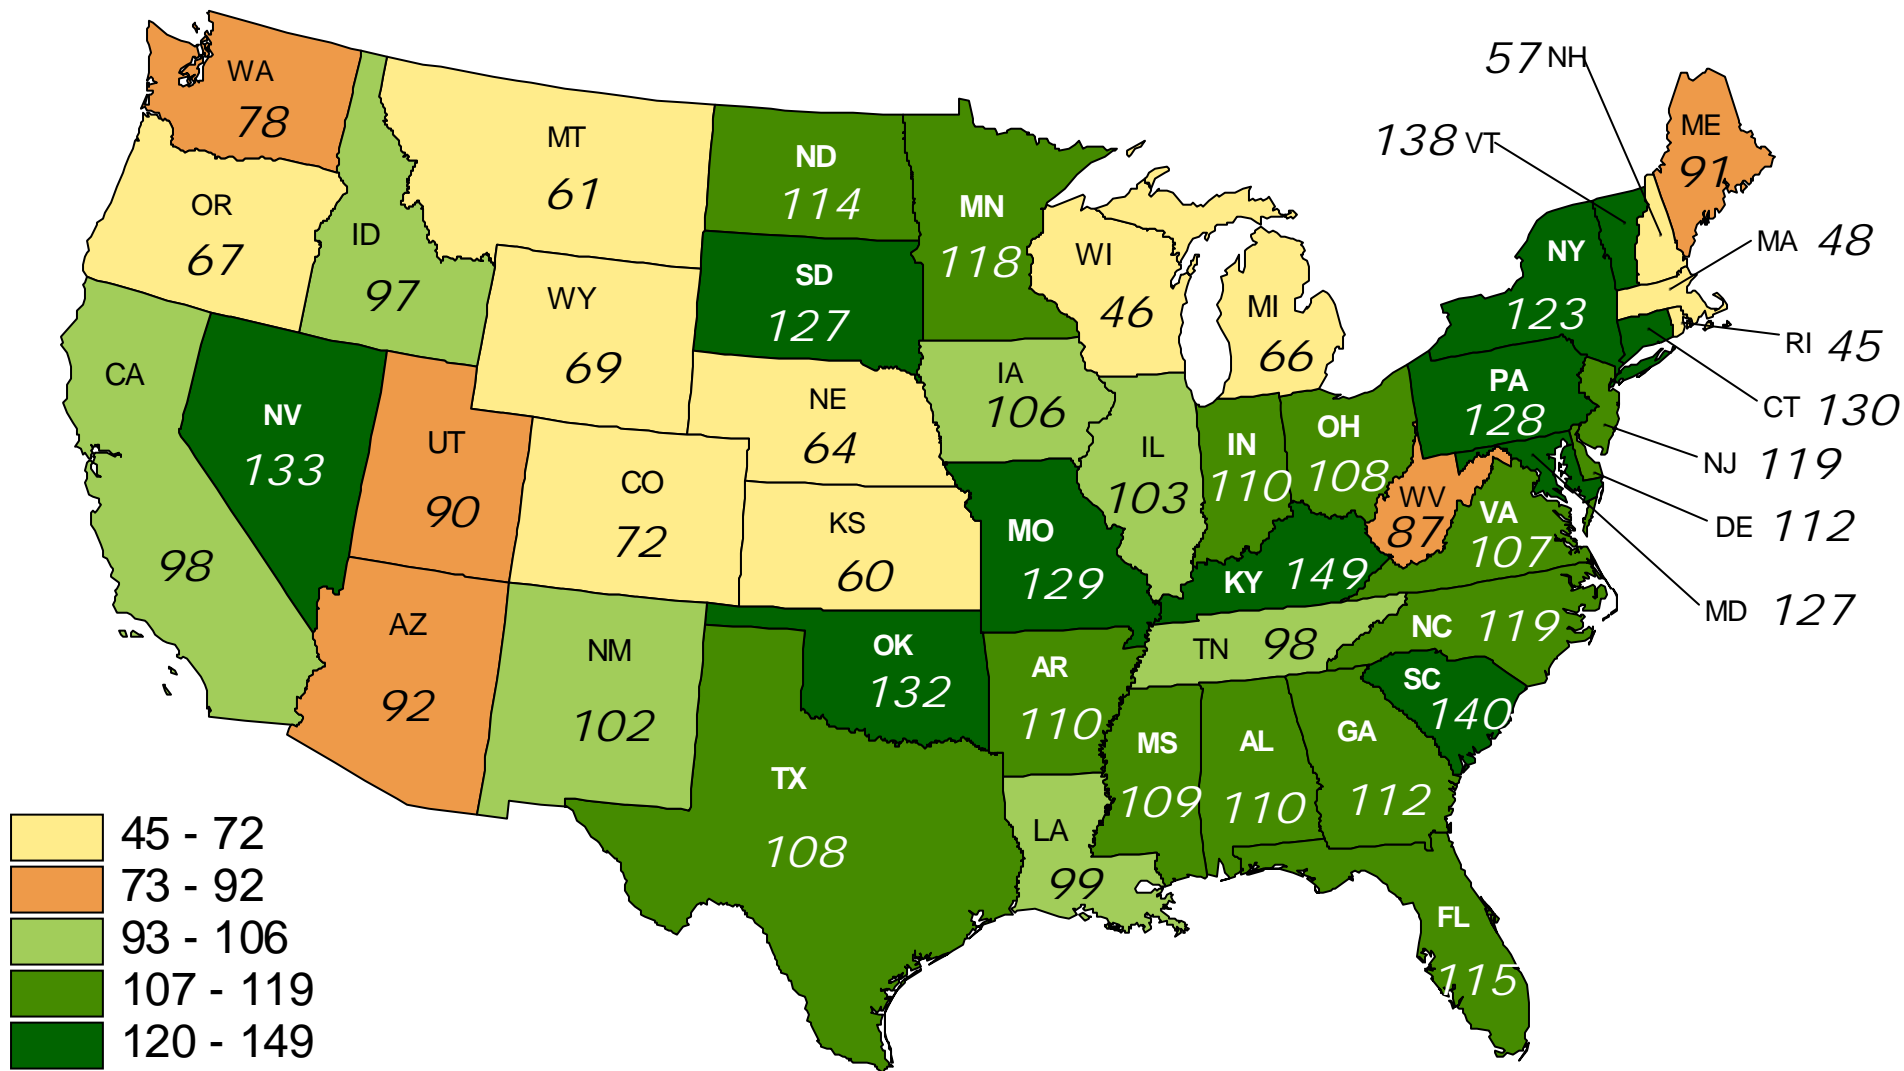 57 NH
WA
78
ME
91
138 VT
MT
61
ND
114
MN
118
OR
67
ID
97
WI
46
NY
123
MA 48
SD
127
WY
69
MI
66
RI 45
CA
98
NV
133
UT
90
NE
64
IA
106
PA
128
CT 130
IL
103
IN
110
OH
108
NJ 119
CO
72
KS
60
MO
129
WV
87
VA
107
DE 112
KY 149
MD 127
AZ
92
NM
102
OK
132
AR
110
TN 98
NC 119
SC
140
TX
108
MS
109
AL
110
GA
112
LA
99
FL
115
45 - 72
73 - 92
93 - 106
107 - 119
120 - 149